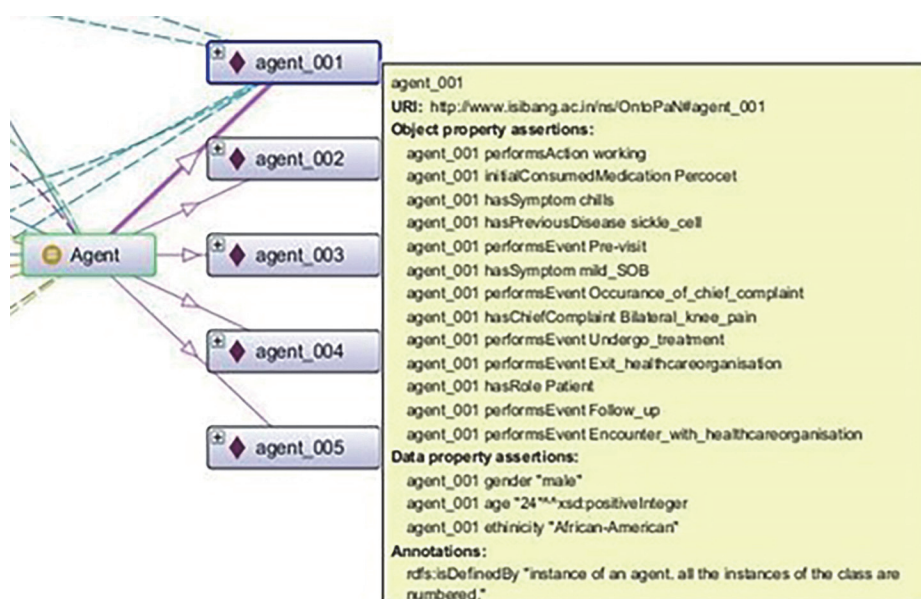 agent_001
agent_002
Agent
agent_003
agent_004
agent_005
agent_001
URI: http://www.isibang.ac.in/ns/OntoPaN#agent_001
Object property assertions:
agent_001 performsAction working
agent_001 initialConsumedMedication Percocet
agent_001 hasSymptom chills
agent_001 hasPreviousDisease sickle_cell
agent_001 performsEvent Pre-visit
agent_001 hasSymptom mild_SOB
agent_001 performsEvent Occurance_of_chief_complaint
agent_001 hasChiefComplaint Bilateral_knee_pain
agent_001 performsEvent Undergo_treatment
agent_001 performsEvent Exit_healthcareorganisation
agent_001 hasRole Patient
agent_001 performsEvent Follow_up
agent_001 performsEvent Encounter_with_healthcareorganisation
Data property assertions:
agent_001 gender "male"
agent_001 age "24"^^xsd:positiveInteger
agent_001 ethinicity "African-American"
Annotations:
rdfs:isDefinedBy "instance of an agent, all the instances of the class are
numbered."